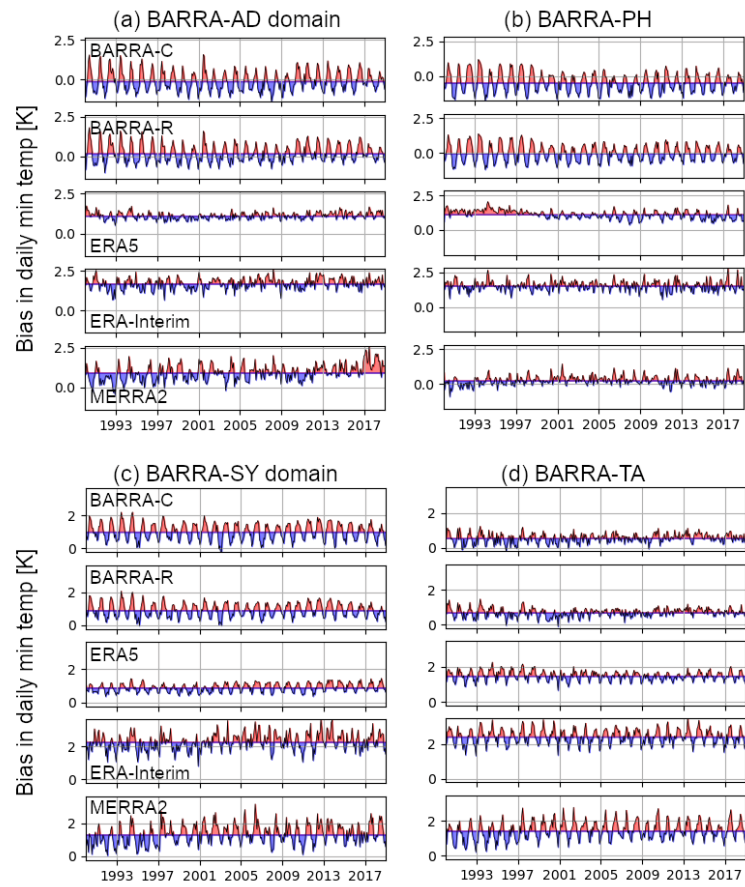 (a) BARRA-AD domain
(b) BARRA-PH
Bias in daily min temp [K]
2.5
BARRA-C
0.0
2.5
BARRA-R
0.0
2.5
ERA5
0.0
2.5
ERA-Interim
0.0
2.5
MERRA2
0.0
1993 1997 2001 2005 2009 2013 2017
2.5
0.0
2.5
0.0
2.5
0.0
2.5
0.0
2.5
0.0
1993 1997 2001 2005 2009 2013 2017
(c) BARRA-SY domain
(d) BARRA-TA
Bias in daily min temp [K]
BARRA-C
2
0
BARRA-R
2
0
ERA5
2
0
2
ERA-Interim
0
MERRA2
2
0
1993 1997 2001 2005 2009 2013 2017
2
0
2
0
2
0
2
0
2
0
1993 1997 2001 2005 2009 2013 2017